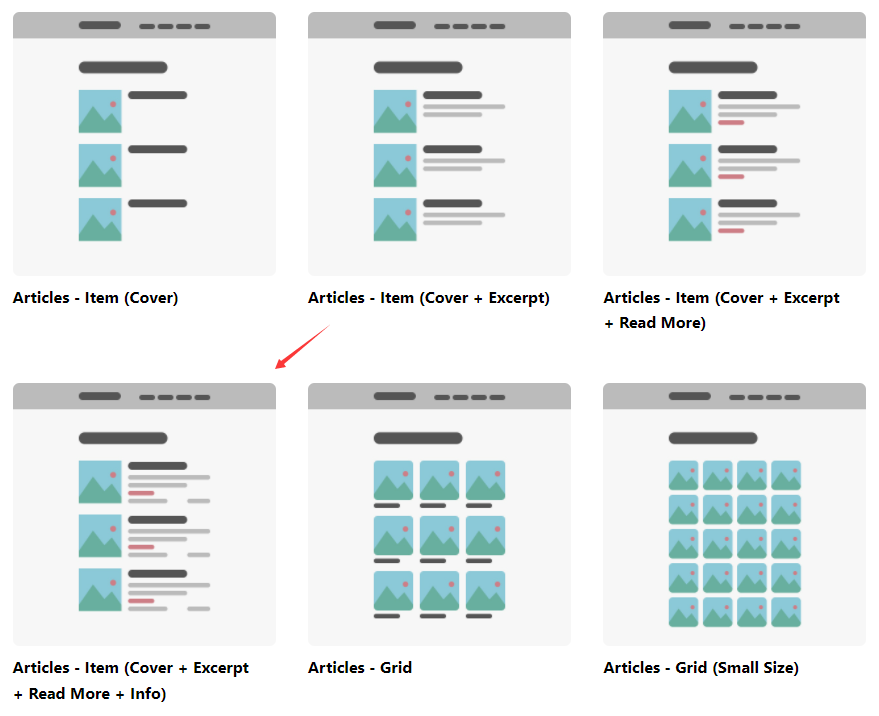 Articles - Item (Cover)
Articles - Item (Cover + Excerpt)
Articles - Item (Cover + Excerpt
+ Read More)
Articles - Item (Cover + Excerpt
+ Read More + Info)
Articles - Grid
Articles - Grid (Small Size)